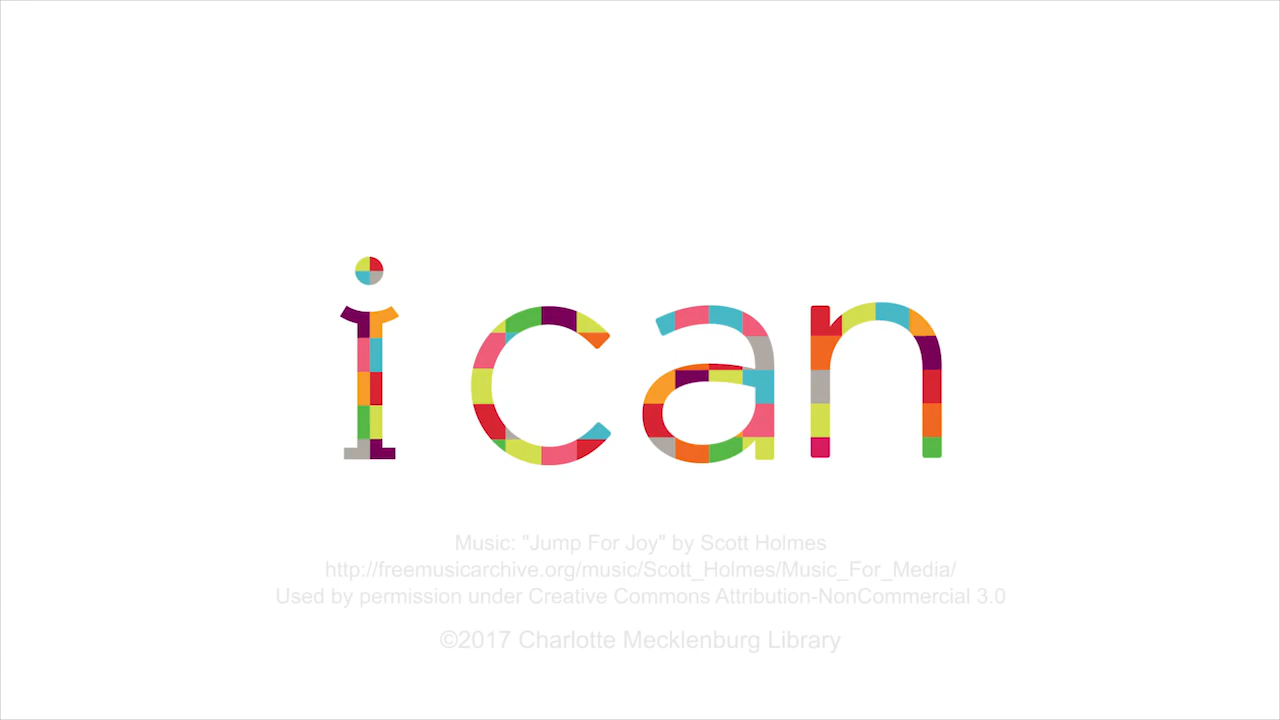 i can
Music: "Jump For Joy" by Scott Holmes
http://freemusicarchive.org/music/Scott_Holmes/Music_For_Media/
Used by permission under Creative Commons Attribution-NonCommercial 3.0
©2017 Charlotte Mecklenburg Library